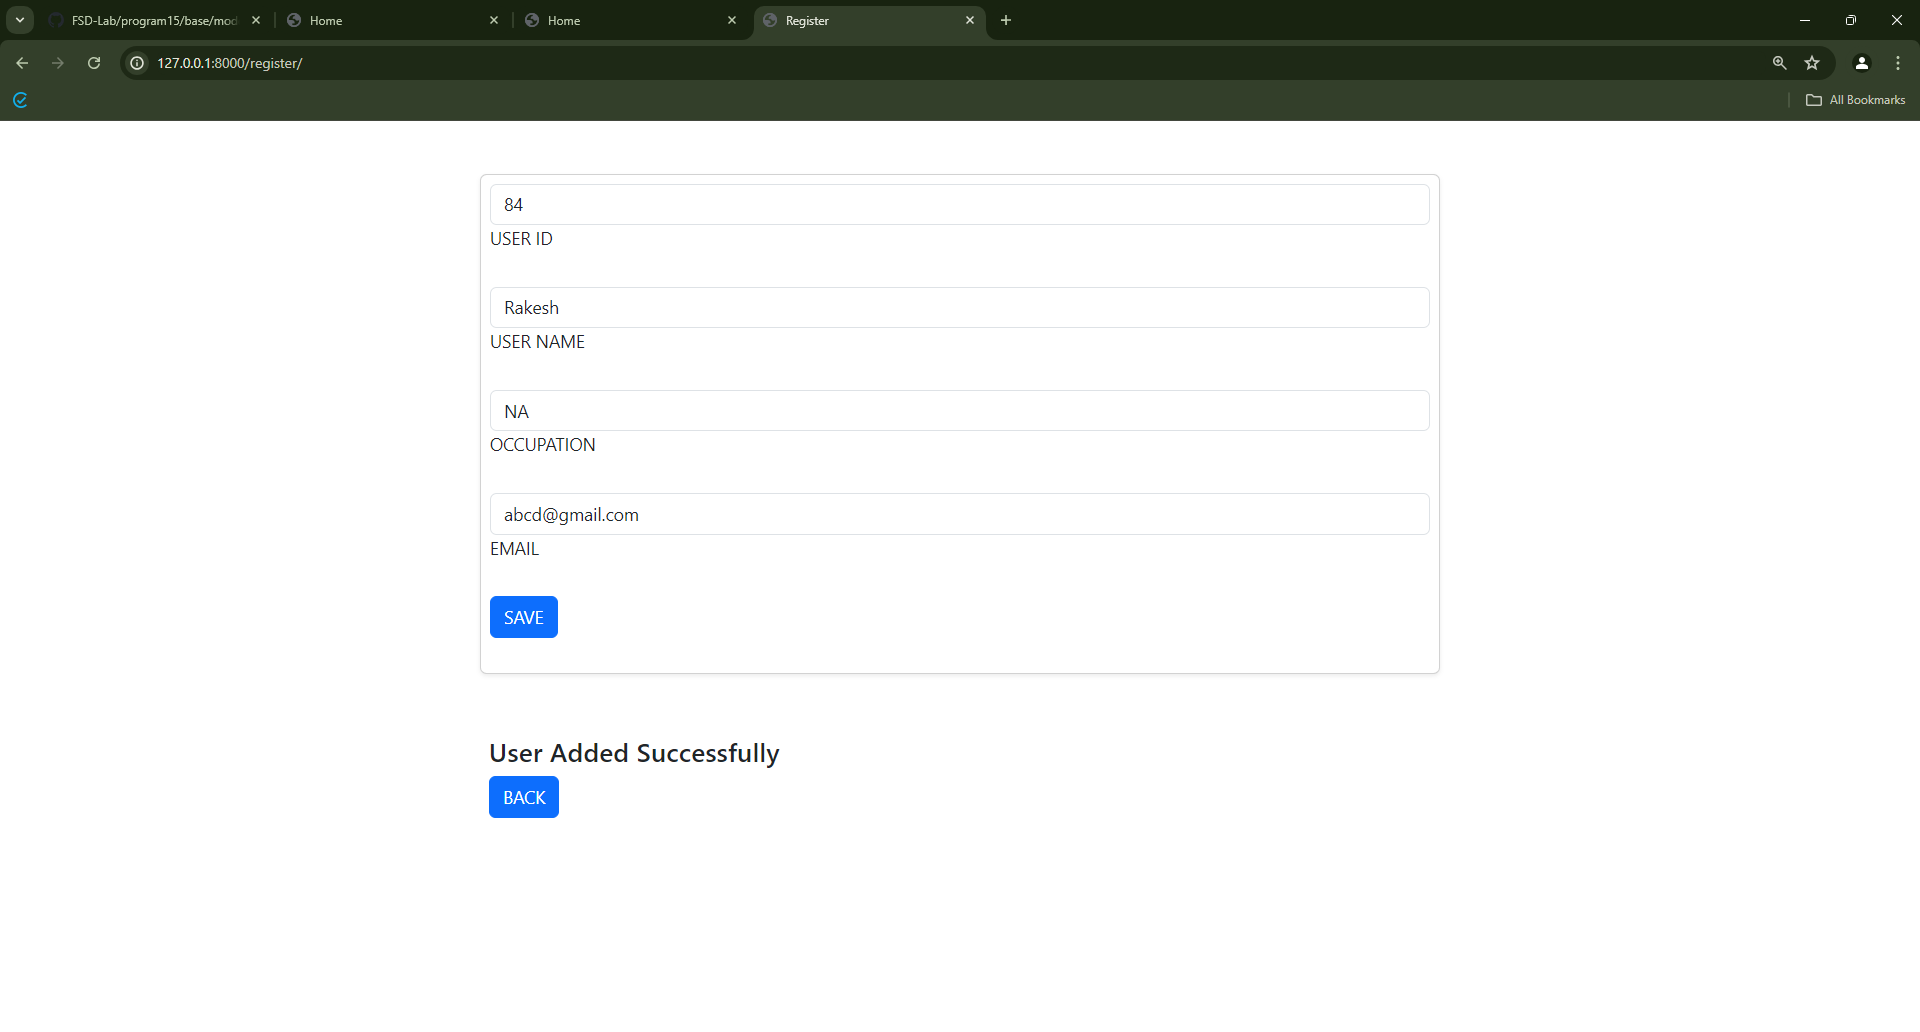 FSD-Lab/program15/base/mod
Home
Home
Register
127.0.0.1:8000/register/
All Bookmarks
84
USER ID
Rakesh
USER NAME
NA
OCCUPATION
abcd@gmail.com
EMAIL
SAVE
User Added Successfully
BACK